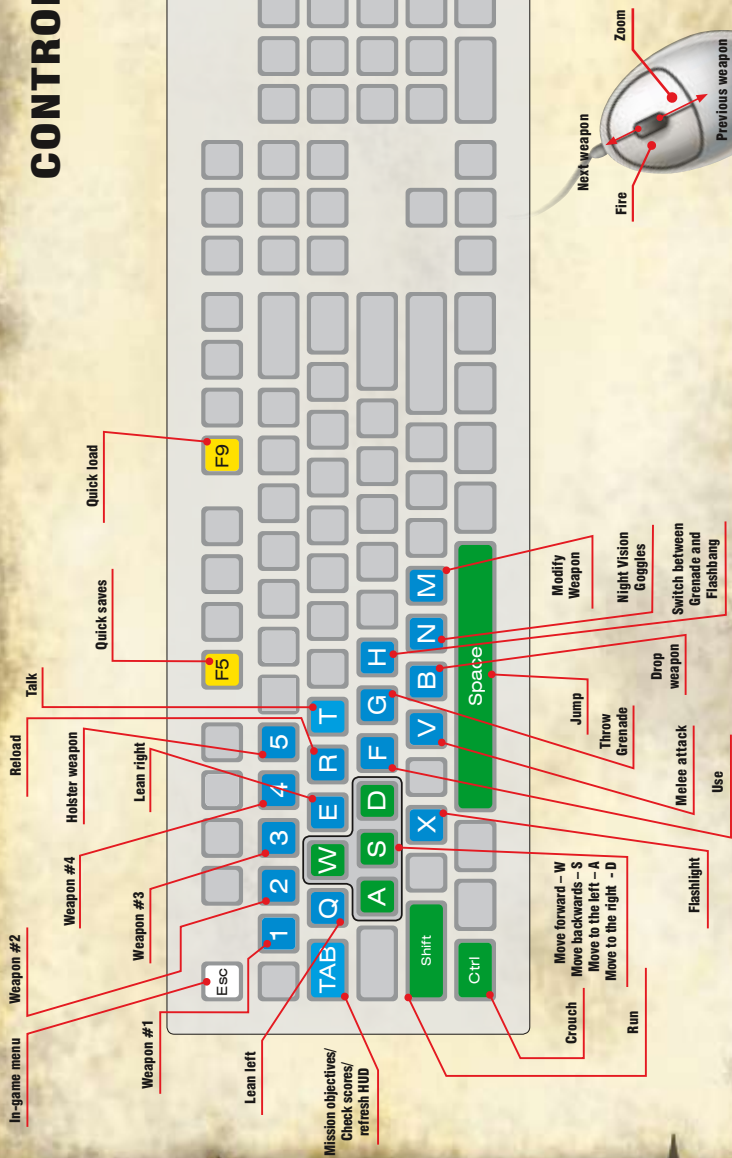 CONTROL
In-game menu
Weapon #2
Weapon #1
Weapon #3
Weapon #4
Holster weapon
Lean right
Reload
Talk
Quick saves
Quick load
Lean left
Mission objectives/
Check scores/
refresh HUD
Esc
F5
F9
1
2
3
4
5
TAB
Q
W
E
R
T
A
S
D
F
G
H
Shift
X
V
B
N
M
Ctrl
Space
Crouch
Run
Move forward – W
Move backwards – S
Move to the left – A
Move to the right - D
Flashlight
Use
Melee attack
Throw
Grenade
Jump
Drop
weapon
Switch between
Grenade and
Flashbang
Night Vision
Goggles
Modify
Weapon
Next weapon
Fire
Zoom
Previous weapon